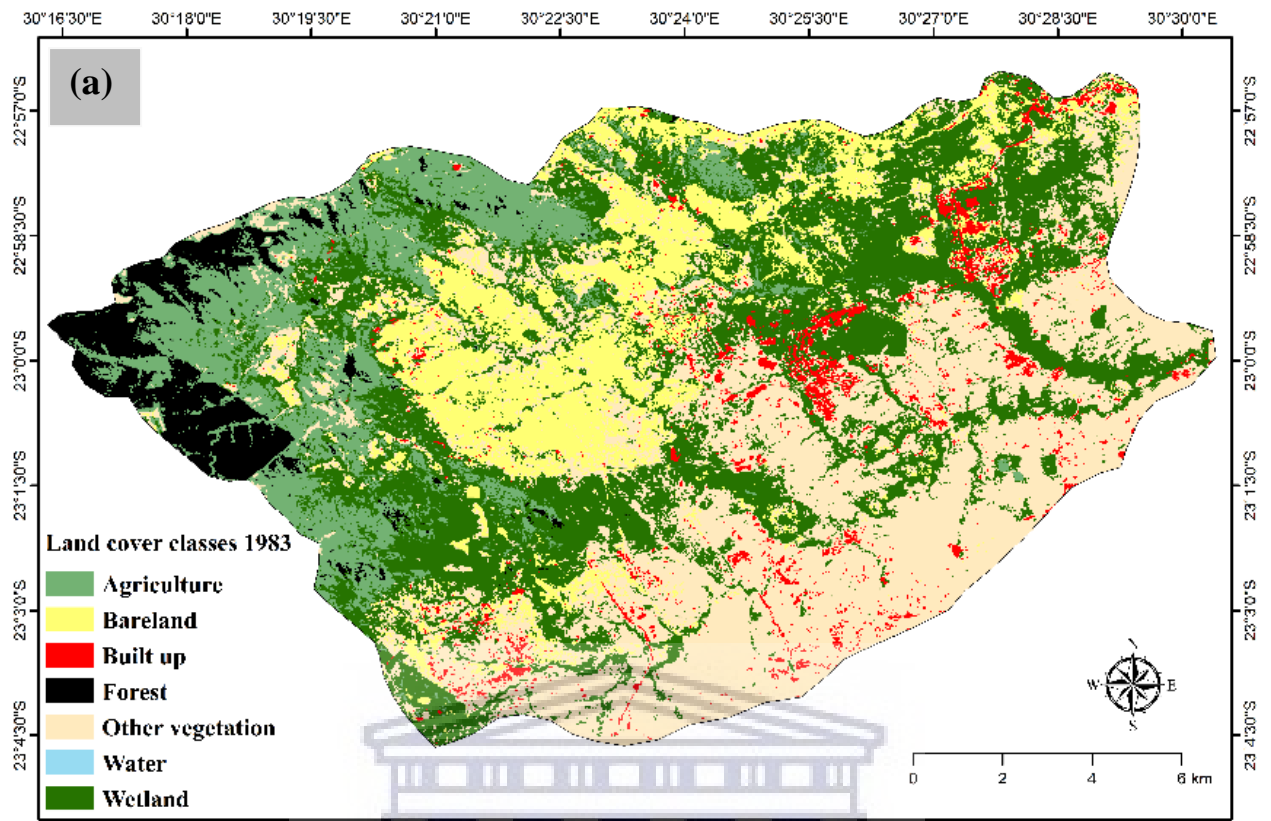 30°16'30"S 30°18'0"S 30°19'30"S 30°21'0"S 30°22'30"S 30°24'0"S 30°25'30"S 30°27'0"S 30°28'30"S 30°30'0"S
(a)
22°57'0"S
22°58'30"S
23°0'0"S
23°1'30"S
23°3'0"S
23°4'30"S
22°57'0"S
22°58'30"S
23°0'0"S
23°1'30"S
23°3'0"S
23°4'30"S
Land cover classes 1983
Agriculture
Bareland
Built up
Forest
Other vegetation
Water
Wetland
N
W E
S
0 2 4 6 km